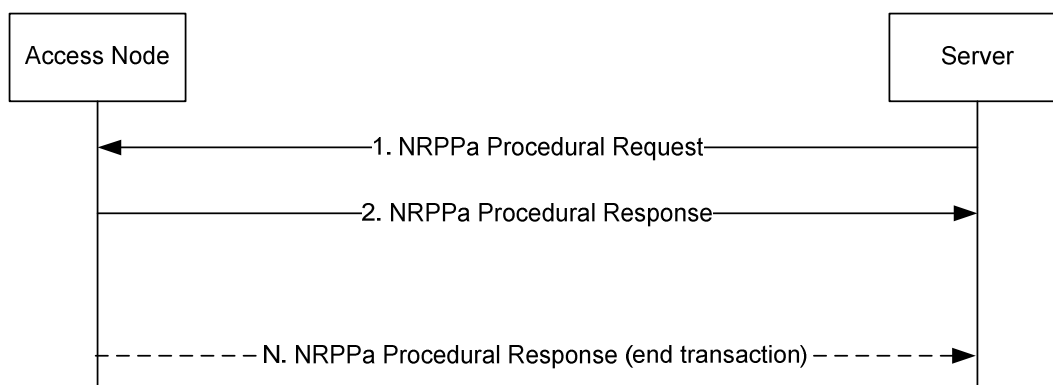 Access Node
Server
1. NRPPa Procedural Request
2. NRPPa Procedural Response
N. NRPPa Procedural Response (end transaction)